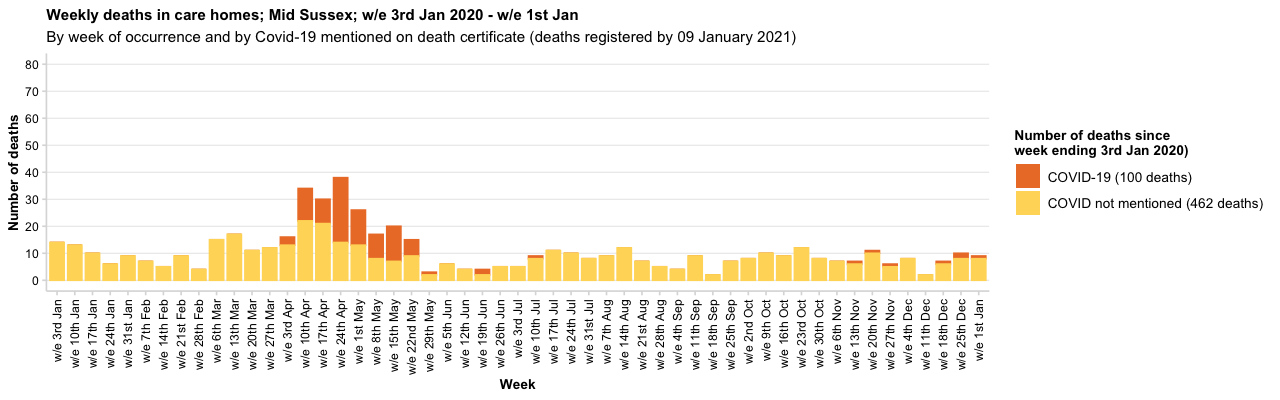 Weekly deaths in care homes; Mid Sussex; w/e 3rd Jan 2020 - w/e 1st Jan
By week of occurrence and by Covid-19 mentioned on death certificate (deaths registered by 09 January 2021)
Number of deaths
80
70
60
50
40
30
20
10
0
w/e 3rd Jan
w/e 10th Jan
w/e 17th Jan
w/e 24th Jan
w/e 31st Jan
w/e 7th Feb
w/e 14th Feb
w/e 21st Feb
w/e 28th Feb
w/e 6th Mar
w/e 13th Mar
w/e 20th Mar
w/e 27th Mar
w/e 3rd Apr
w/e 10th Apr
w/e 17th Apr
w/e 24th Apr
w/e 1st May
w/e 8th May
w/e 15th May
w/e 22nd May
w/e 29th May
w/e 5th Jun
w/e 12th Jun
w/e 19th Jun
w/e 26th Jun
w/e 3rd Jul
w/e 10th Jul
w/e 17th Jul
w/e 24th Jul
w/e 31st Jul
w/e 7th Aug
w/e 14th Aug
w/e 21st Aug
w/e 28th Aug
w/e 4th Sep
w/e 11th Sep
w/e 18th Sep
w/e 25th Sep
w/e 2nd Oct
w/e 9th Oct
w/e 16th Oct
w/e 23rd Oct
w/e 30th Oct
w/e 6th Nov
w/e 13th Nov
w/e 20th Nov
w/e 27th Nov
w/e 4th Dec
w/e 11th Dec
w/e 18th Dec
w/e 25th Dec
w/e 1st Jan
Week
Number of deaths since
week ending 3rd Jan 2020)
COVID-19 (100 deaths)
COVID not mentioned (462 deaths)